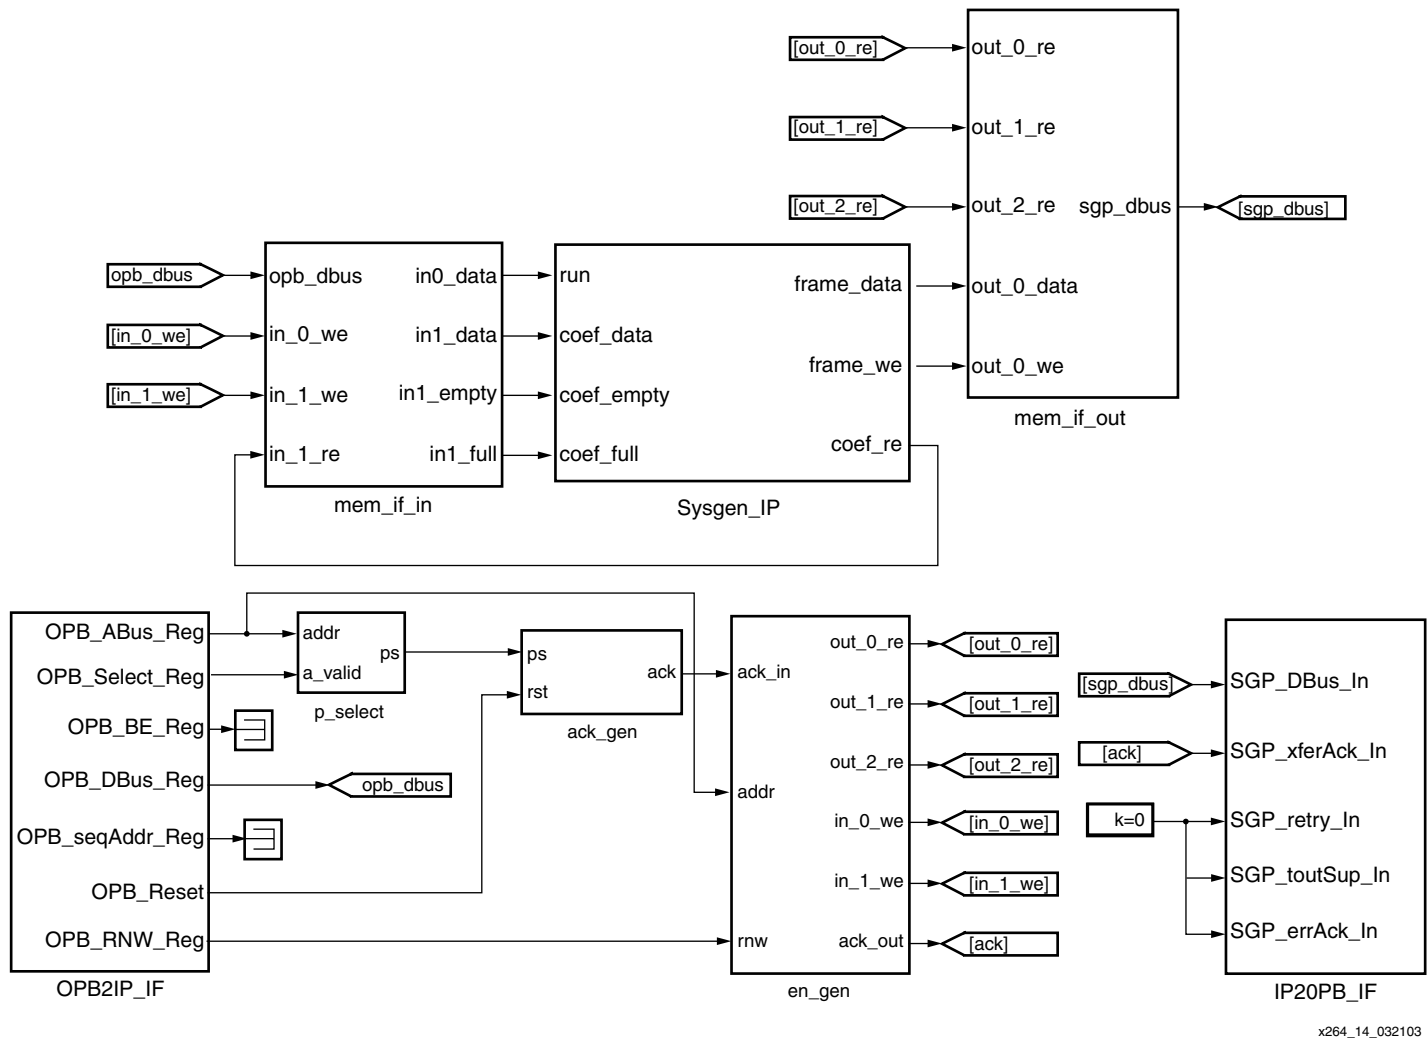 [out_0_re]
out_0_re
[out_1_re]
out_1_re
[out_2_re]
out_2_re
sgp_dbus
[sgp_dbus]
out_0_data
out_0_we
mem_if_out
opb_dbus
opb_dbus
in0_data
[in_0_we]
in_0_we
in1_data
[in_1_we]
in_1_we
in1_empty
in_1_re
in1_full
mem_if_in
run
frame_data
coef_data
frame_we
coef_empty
coef_re
coef_full
Sysgen_IP
OPB_ABus_Reg
OPB_Select_Reg
OPB_BE_Reg
OPB_DBus_Reg
opb_dbus
OPB_seqAddr_Reg
OPB_Reset
OPB_RNW_Reg
OPB2IP_IF
addr
ps
a_valid
p_select
ps
ack
rst
ack_gen
out_0_re
[out_0_re]
ack_in
out_1_re
[out_1_re]
out_2_re
[out_2_re]
addr
in_0_we
[in_0_we]
in_1_we
[in_1_we]
rnw
ack_out
[ack]
en_gen
[sgp_dbus]
SGP_DBus_In
[ack]
SGP_xferAck_In
k=0
SGP_retry_In
SGP_toutSup_In
SGP_errAck_In
IP20PB_IF
x264_14_032103